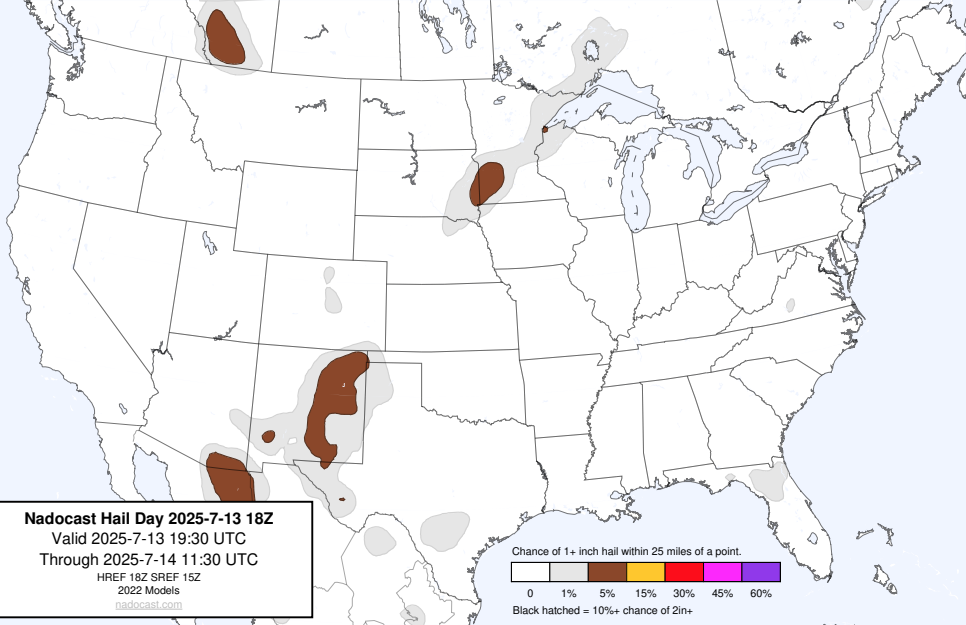 Nadocast Hail Day 2025-7-13 18Z
Valid 2025-7-13 19:30 UTC
Through 2025-7-14 11:30 UTC
HREF 18Z SREF 15Z
2022 Models
nadocast.com
Chance of 1+ inch hail within 25 miles of a point.
0 1% 5% 15% 30% 45% 60%
Black hatched = 10%+ chance of 2in+